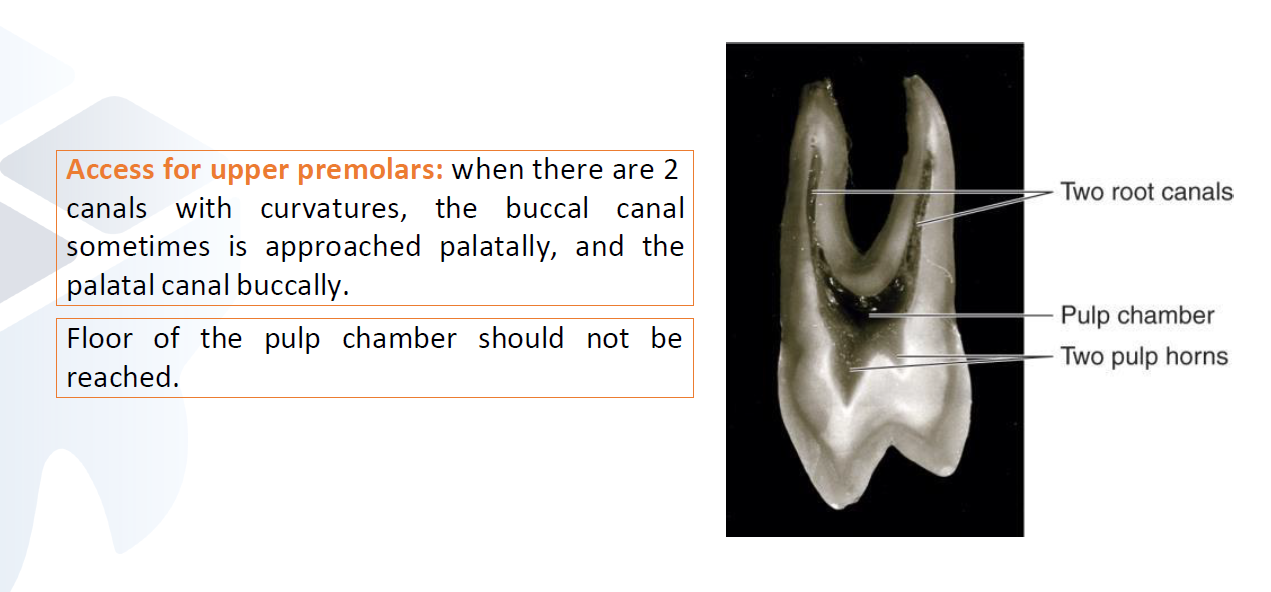 Access for upper premolars: when there are 2
canals with curvatures, the buccal canal
sometimes is approached palatally, and the
palatal canal buccally.
Floor of the pulp chamber should not be
reached.
Two root canals
Pulp chamber
Two pulp horns